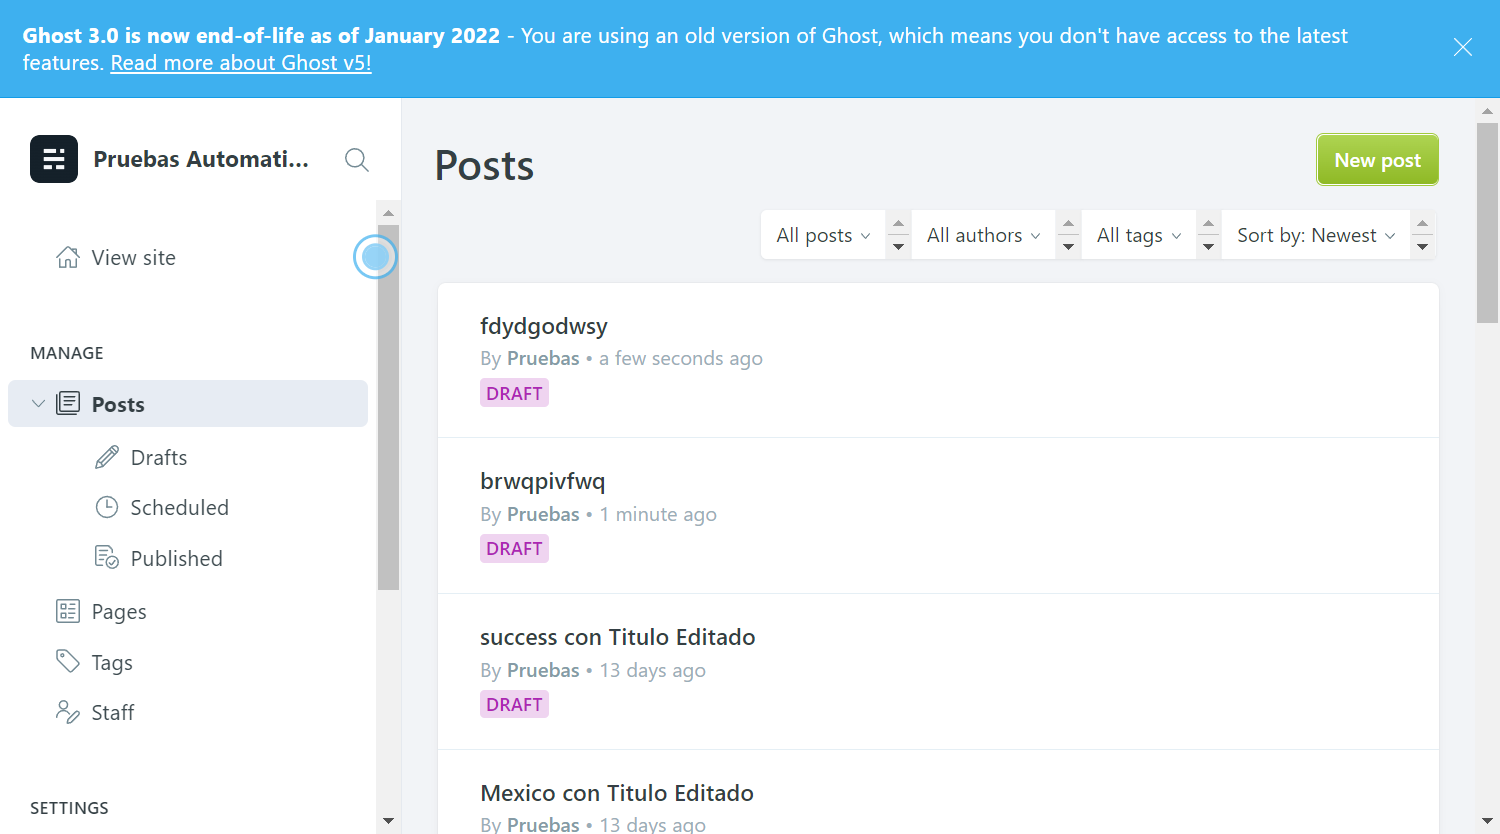 Ghost 3.0 is now end-of-life as of January 2022 - You are using an old version of Ghost, which means you don't have access to the latest
features. Read more about Ghost v5!
Pruebas Automati...
View site
MANAGE
Posts
Drafts
Scheduled
Published
Pages
Tags
Staff
SETTINGS
Posts
New post
All posts
All authors
All tags
Sort by: Newest
fdydgodwsy
By Pruebas • a few seconds ago
DRAFT
brwqpivfwq
By Pruebas • 1 minute ago
DRAFT
success con Titulo Editado
By Pruebas • 13 days ago
DRAFT
Mexico con Titulo Editado
By Pruebas • 13 days ago